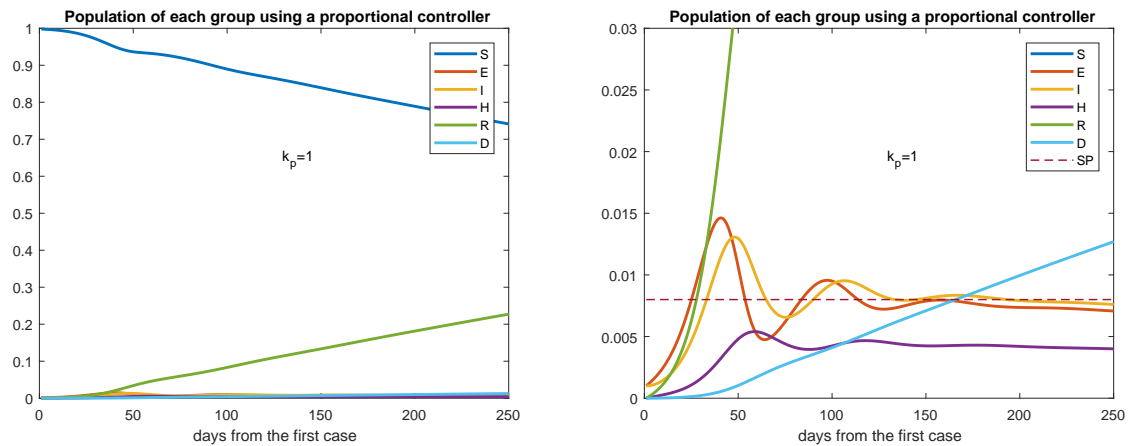 Population of each group using a proportional controller
1
0.9
0.8
0.7
0.6
0.5
0.4
0.3
0.2
0.1
0
0
50
100
150
200
250
S
E
I
H
R
D
k_p=1
days from the first case
Population of each group using a proportional controller
0.03
0.025
0.02
0.015
0.01
0.005
0
0
50
100
150
200
250
S
E
I
H
R
D
SP
k_p=1
days from the first case